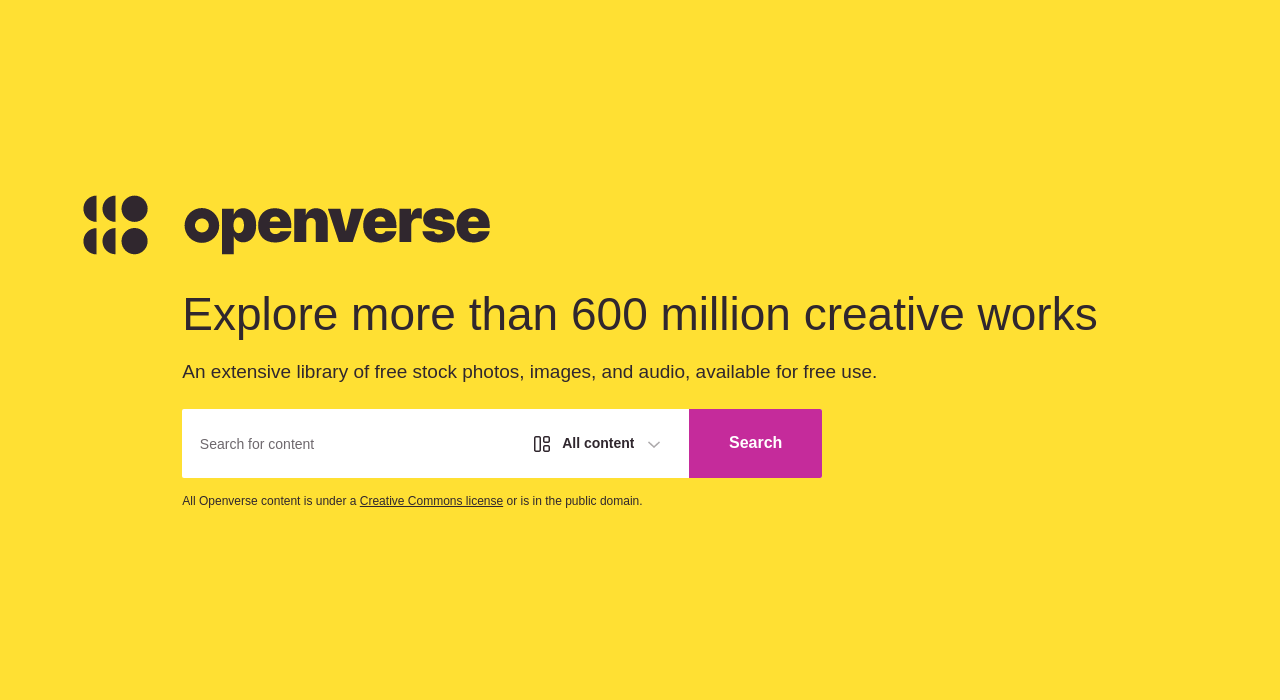 openverse
Explore more than 600 million creative works
An extensive library of free stock photos, images, and audio, available for free use.
Search for content All content Search
All Openverse content is under a Creative Commons license or is in the public domain.